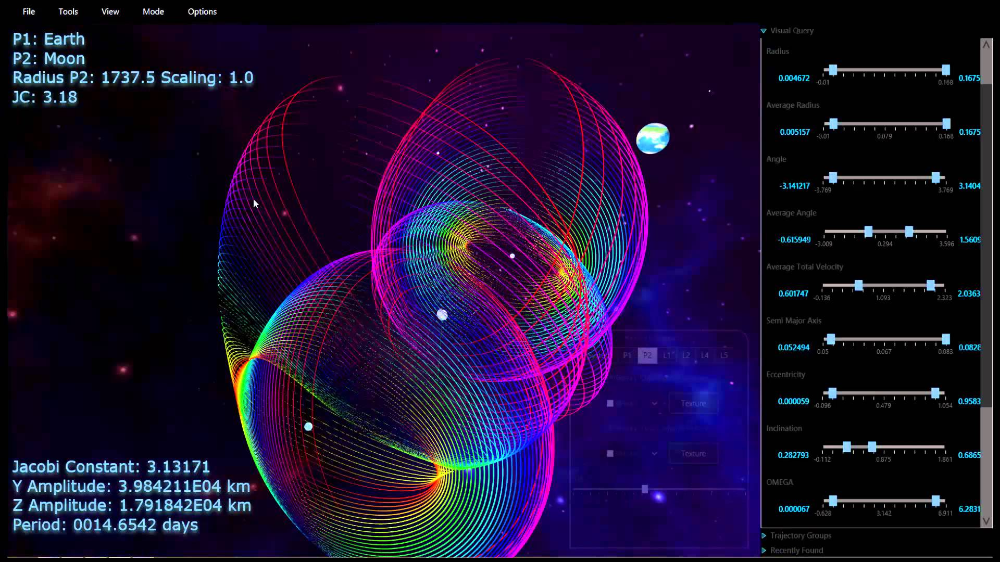 File Tools View Mode Options
P1: Earth
P2: Moon
Radius P2: 1737.5 Scaling: 1.0
JC: 3.18
Jacobi Constant: 3.13171
Y Amplitude: 3.984211E04 km
Z Amplitude: 1.791842E04 km
Period: 0014.6542 days
P1 P2 L1 L2 L4 L5
Texture
Texture
Visual Query
Radius
0.004672 -0.01 0.168 0.1675
Average Radius
0.005157 -0.01 0.079 0.168 0.1675
Angle
-3.141217 -3.769 3.769 3.1404
Average Angle
-0.615949 -3.009 0.294 3.596 1.5609
Average Total Velocity
0.601747 -0.136 1.093 2.323 2.0363
Semi Major Axis
0.052494 0.05 0.067 0.083 0.0828
Eccentricity
0.000059 -0.096 0.479 1.054 0.9583
Inclination
0.282793 -0.112 0.875 1.861 0.6865
OMEGA
0.000067 -0.628 3.142 6.911 6.2831
Trajectory Groups
Recently Found